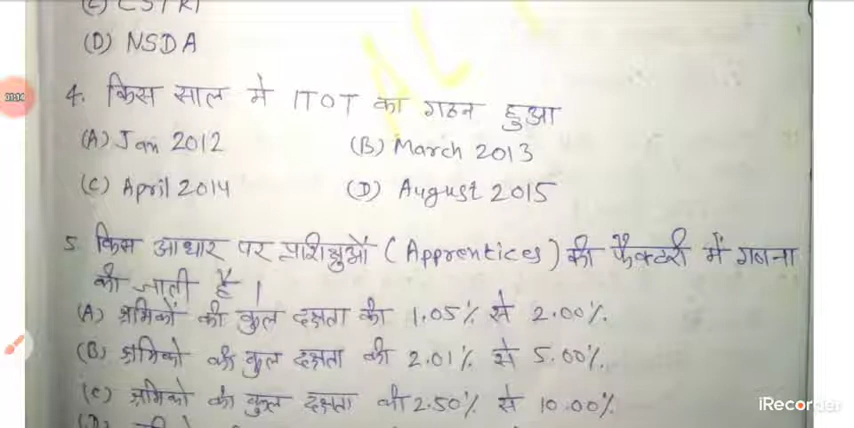 (C) CSTRI
(D) NSDA
4. किस साल मे ITOT का गठन हुआ
(A) Jan 2012 (B) March 2013
(C) April 2014 (D) August 2015
5. किस आधार पर प्रशिक्षुओं (Apprentices) की फैक्टरी में गणना
की जाती है।
(A) श्रमिकों की कुल दक्षता की 1.05% से 2.00%.
(B) श्रमिको की कुल दक्षता की 2.01% से 5.00%.
(C) श्रमिको की कुल दक्षता की 2.50% से 10.00%
iRecorder